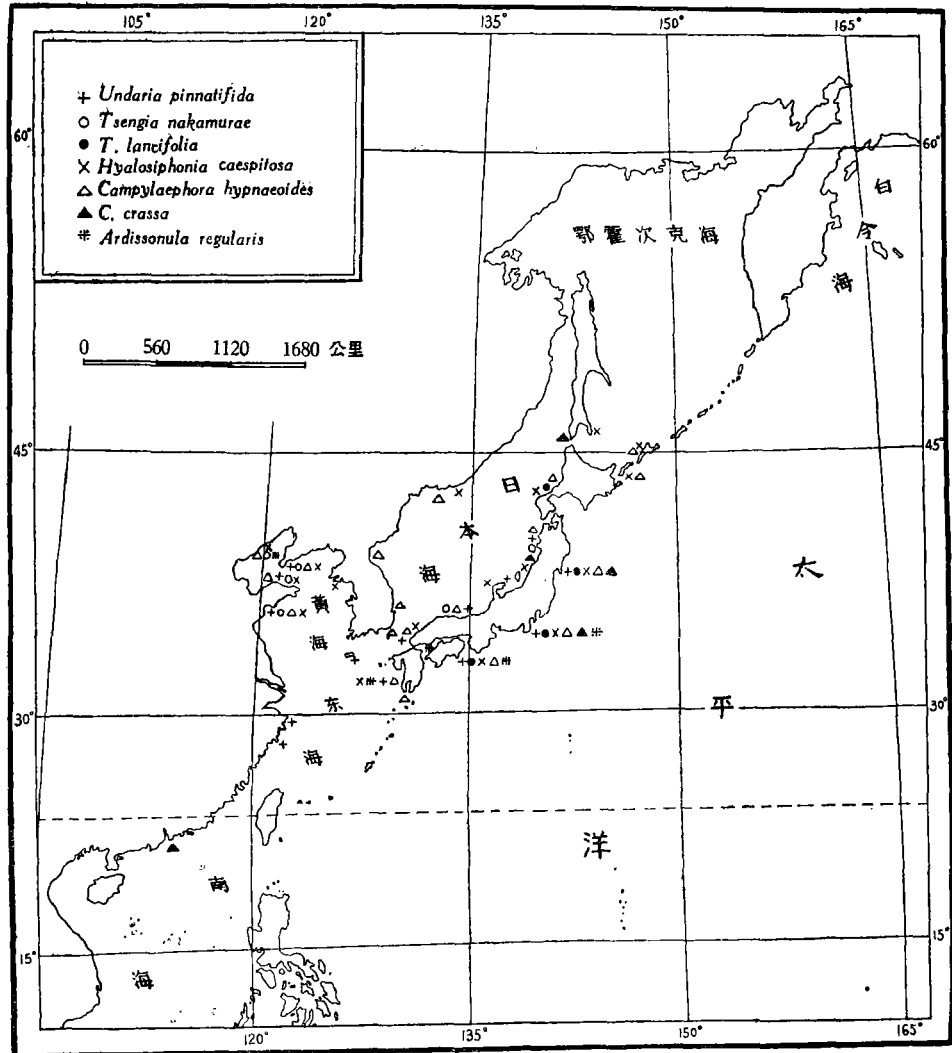 105° 120° 135° 150° 165°
+ Undaria pinnatifida
○ Tsengia nakamurae
● T. lancifolia
× Hyalosiphonia caespitosa
△ Campylaephora hypnaeoides
▲ C. crassa
⋕ Ardissonula regularis
60° 60°
白令海
鄂霍次克海
0 560 1120 1680 公里
45° 45°
日本海
黄海
太平洋
东海
30° 30°
南海
15° 15°
120° 135° 150° 165°